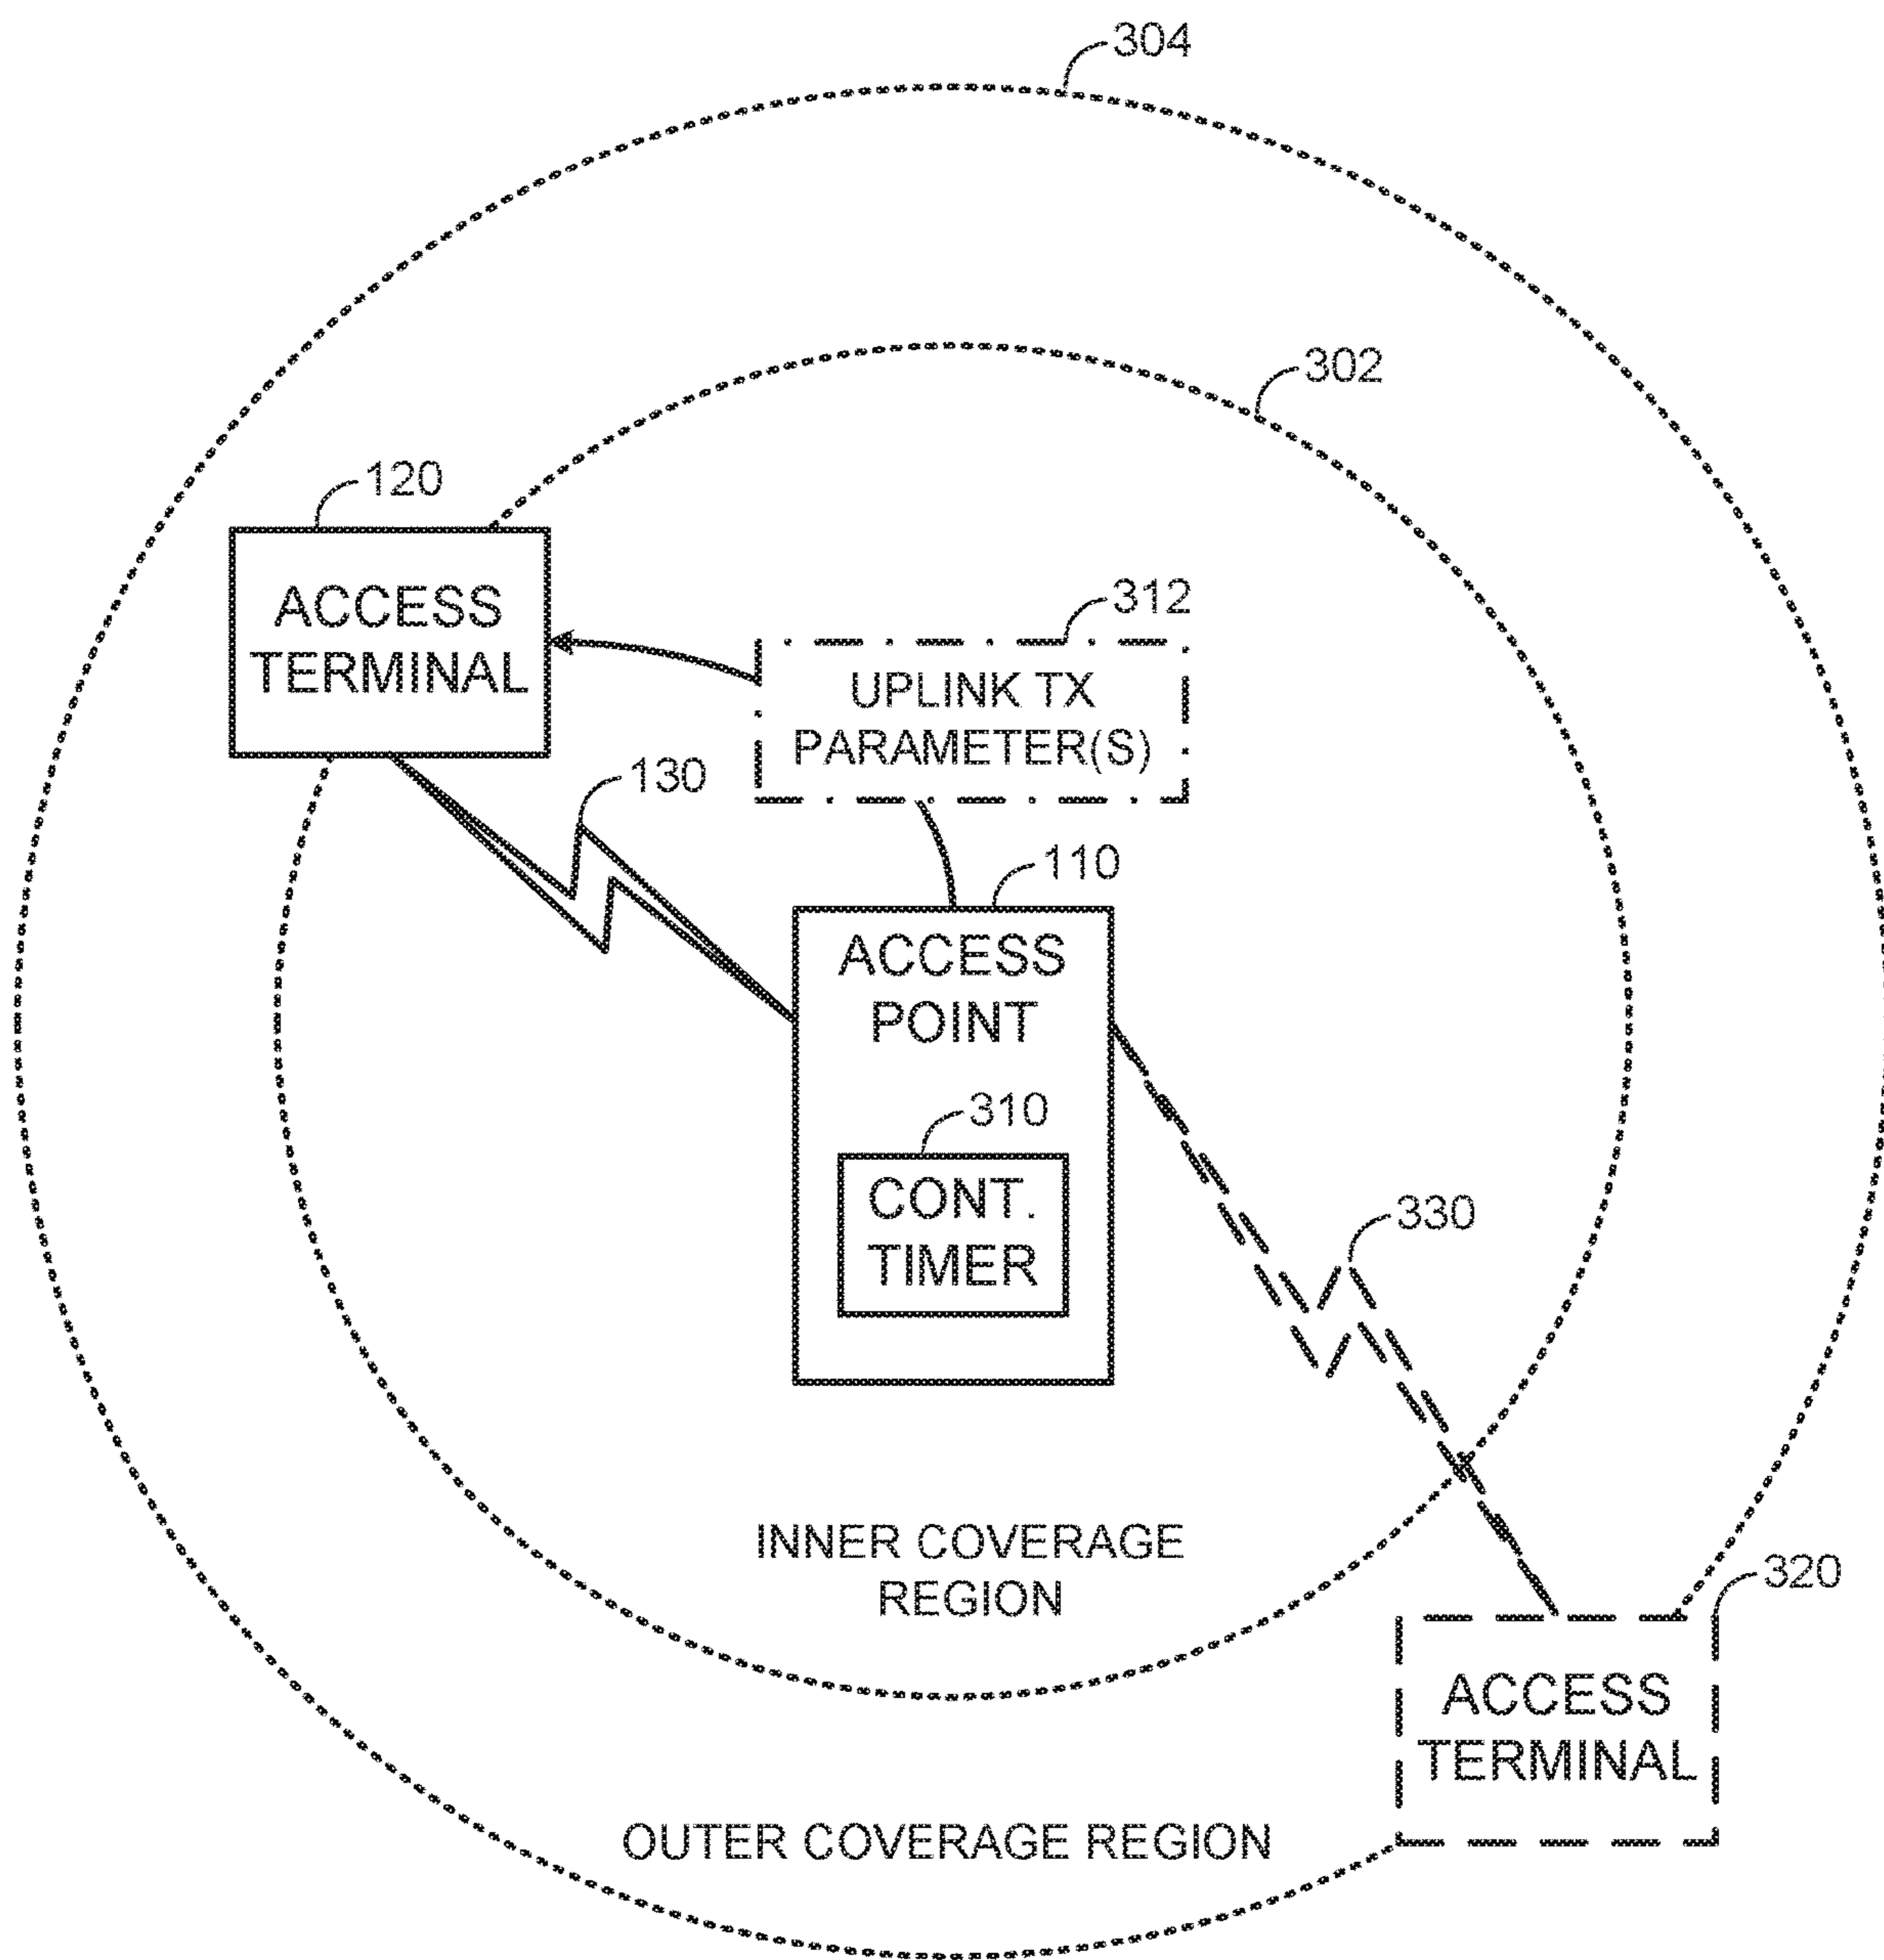 304
302
120
ACCESS
TERMINAL
312
UPLINK TX
PARAMETER(S)
130
110
ACCESS
POINT
310
CONT.
TIMER
330
INNER COVERAGE
REGION
320
ACCESS
TERMINAL
OUTER COVERAGE REGION